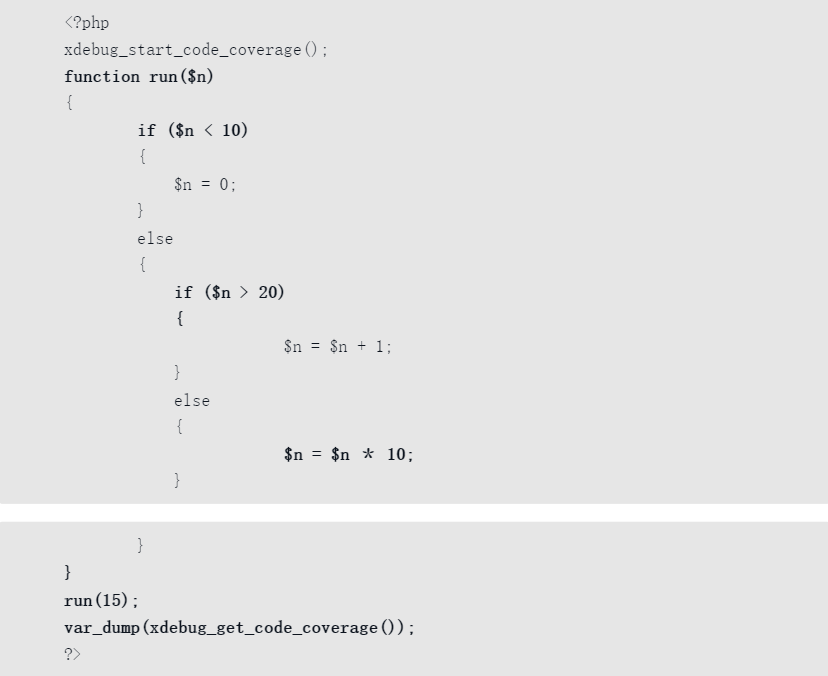 <?php
xdebug_start_code_coverage();
function run($n)
{
if ($n < 10)
{
$n = 0;
}
else
{
if ($n > 20)
{
$n = $n + 1;
}
else
{
$n = $n * 10;
}
}
}
run(15);
var_dump(xdebug_get_code_coverage());
?>